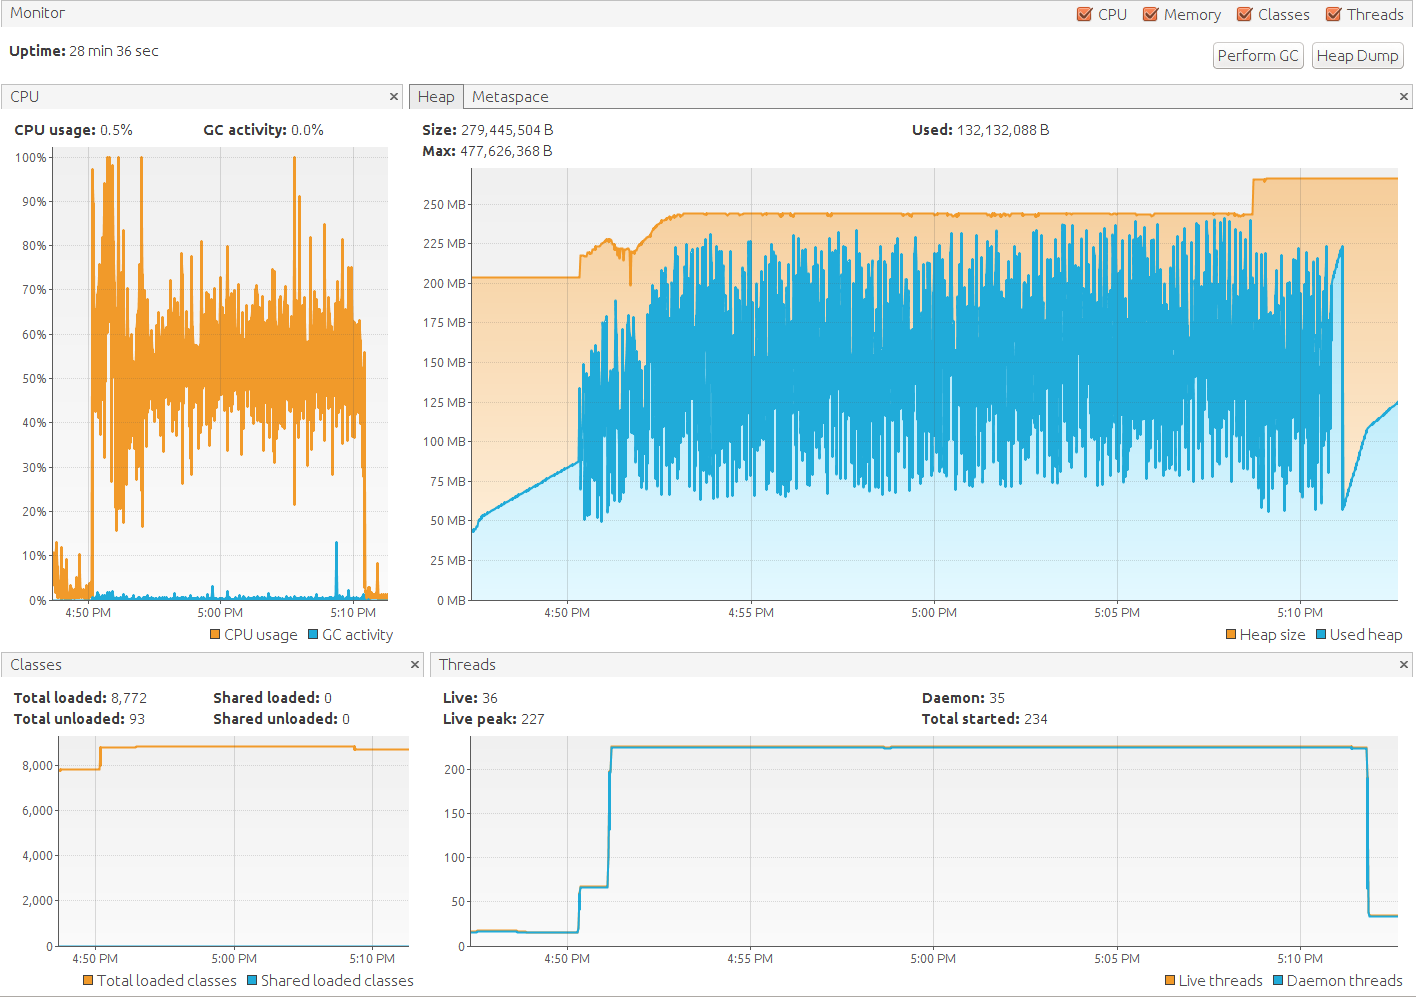 Monitor
CPU Memory Classes Threads
Uptime: 28 min 36 sec
Perform GC Heap Dump
CPU ×
CPU usage: 0.5% GC activity: 0.0%
100%
90%
80%
70%
60%
50%
40%
30%
20%
10%
0%
4:50 PM 5:00 PM 5:10 PM
CPU usage GC activity
Heap Metaspace ×
Size: 279,445,504 B Used: 132,132,088 B
Max: 477,626,368 B
250 MB
225 MB
200 MB
175 MB
150 MB
125 MB
100 MB
75 MB
50 MB
25 MB
0 MB
4:50 PM 4:55 PM 5:00 PM 5:05 PM 5:10 PM
Heap size Used heap
Classes ×
Total loaded: 8,772 Shared loaded: 0
Total unloaded: 93 Shared unloaded: 0
8,000
6,000
4,000
2,000
0
4:50 PM 5:00 PM 5:10 PM
Total loaded classes Shared loaded classes
Threads ×
Live: 36 Daemon: 35
Live peak: 227 Total started: 234
200
150
100
50
0
4:50 PM 4:55 PM 5:00 PM 5:05 PM 5:10 PM
Live threads Daemon threads